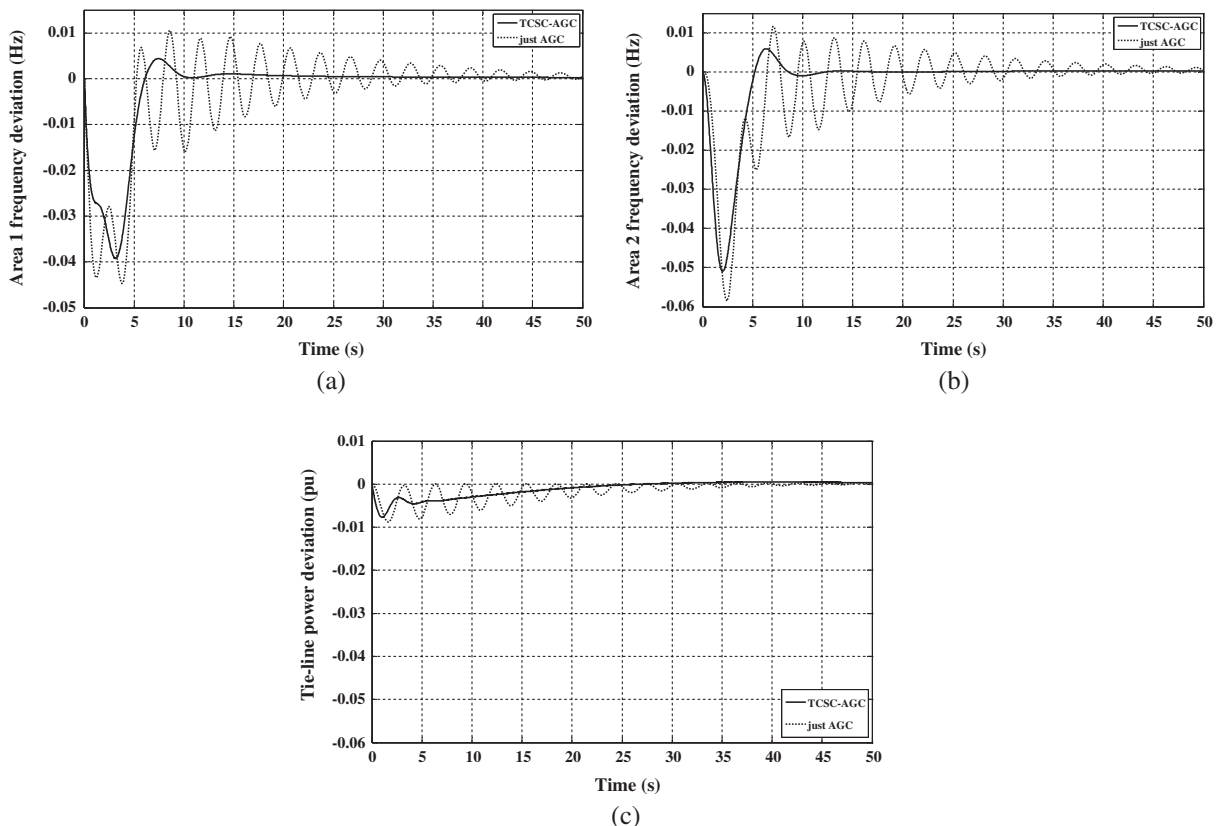 TCSC-AGC
just AGC
0.01
0
-0.01
-0.02
-0.03
-0.04
-0.05
Area 1 frequency deviation (Hz)
0 5 10 15 20 25 30 35 40 45 50
Time (s)
(a)
TCSC-AGC
just AGC
0.01
0
-0.01
-0.02
-0.03
-0.04
-0.05
-0.06
Area 2 frequency deviation (Hz)
0 5 10 15 20 25 30 35 40 45 50
Time (s)
(b)
0.01
0
-0.01
-0.02
-0.03
-0.04
-0.05
-0.06
Tie-line power deviation (pu)
TCSC-AGC
just AGC
0 5 10 15 20 25 30 35 40 45 50
Time (s)
(c)